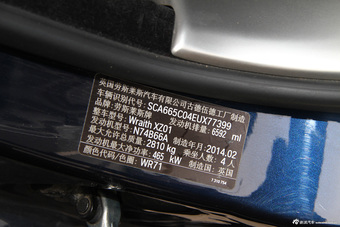 英国劳斯莱斯汽车有限公司古德伍德工厂制造
车辆识别代号: SCA665C04EUX77399
品牌: 劳斯莱斯牌 发动机排量: 6592 ml
型号: Wraith XZ01
发动机型号: N74B66A 制造年月: 2014.02
最大允许总质量: 2810 kg 乘坐人数: 4 人
发动机最大净功率: 465 kW 制造国: 英国
车身颜色代码/色圈: WR71